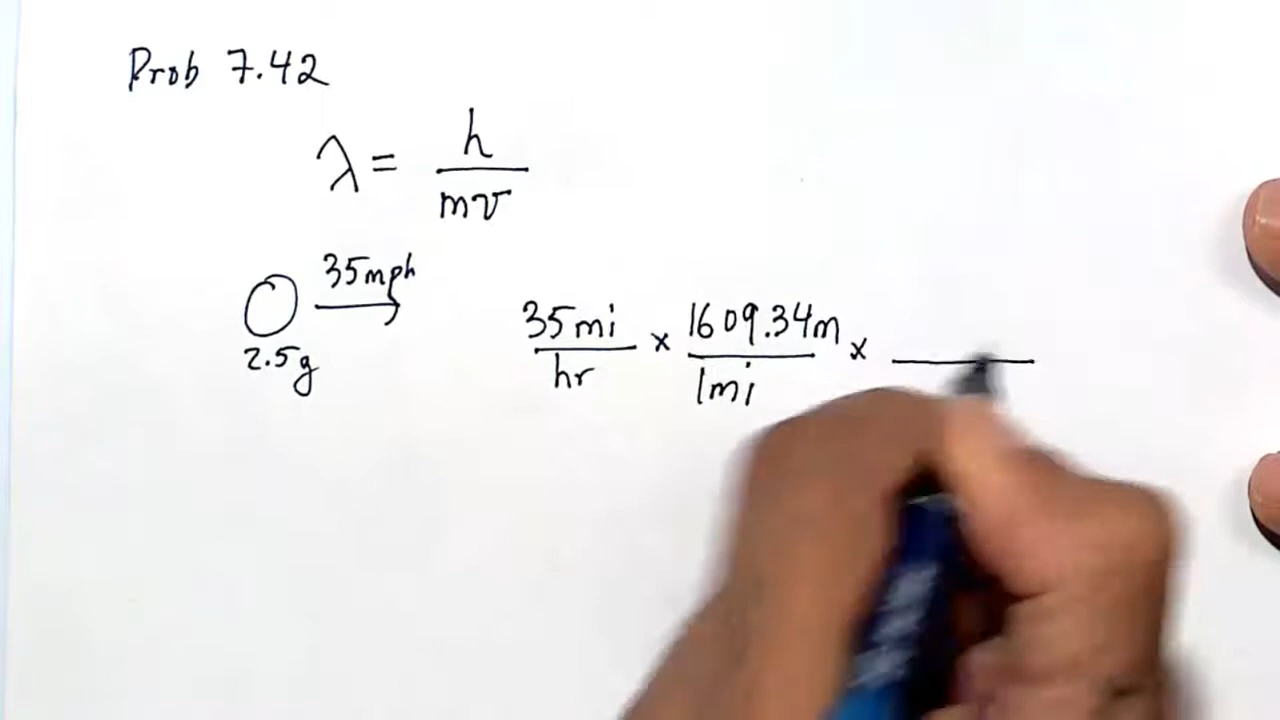 Prob 7.42
λ = h / mv
35mph
2.5g
35mi / hr x 1609.34m / 1mi x